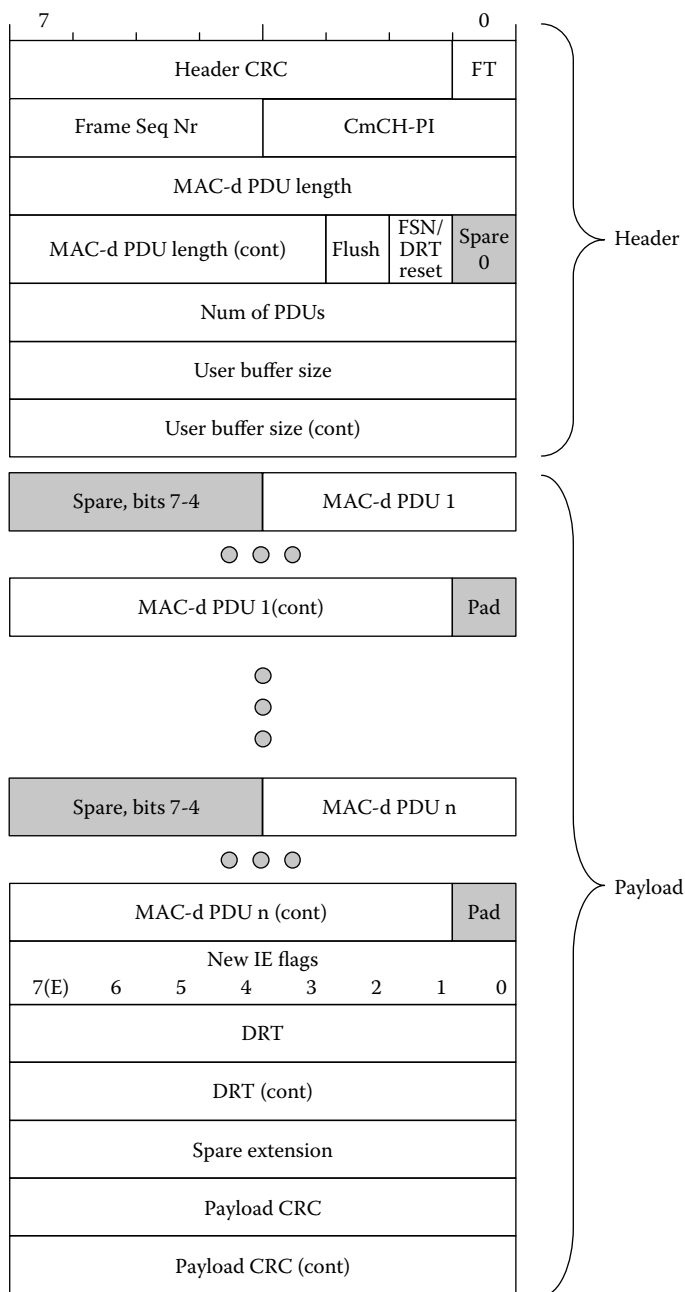 7 0
Header CRC FT
Frame Seq Nr CmCH-PI
MAC-d PDU length
MAC-d PDU length (cont) Flush FSN/ DRT reset Spare 0
Header
Num of PDUs
User buffer size
User buffer size (cont)
Spare, bits 7-4 MAC-d PDU 1
MAC-d PDU 1(cont) Pad
Spare, bits 7-4 MAC-d PDU n
MAC-d PDU n (cont) Pad
Payload
New IE flags
7(E) 6 5 4 3 2 1 0
DRT
DRT (cont)
Spare extension
Payload CRC
Payload CRC (cont)